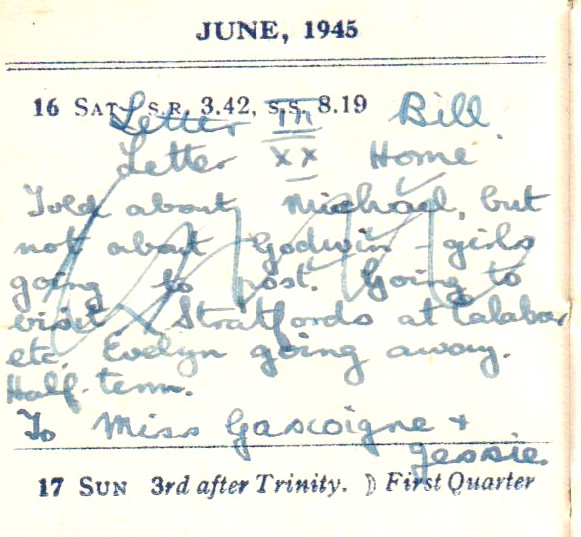 JUNE, 1945
16 SAT S.R. 3.42, S.S. 8.19
Letter III Bill
Letter XX Home
Told about Michael, but
not about Godwin - girls
going to post. Going to
visit Stratfords at Calabar
etc. Evelyn going away.
Half-term.
To Miss Gascoigne +
Jessie.
17 SUN 3rd after Trinity. ☽ First Quarter